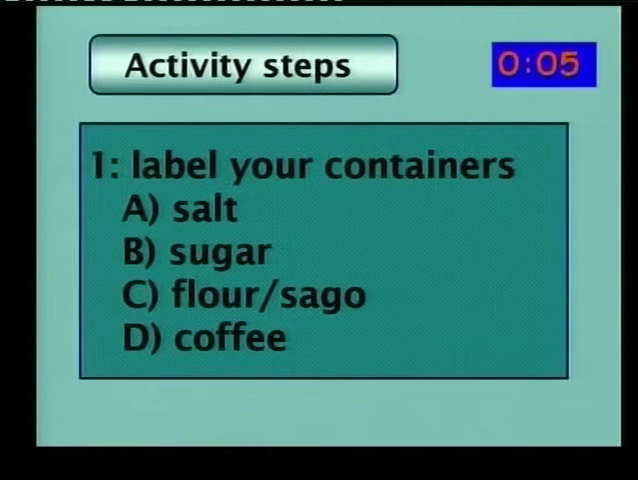 Activity steps
0:05
1: label your containers
A) salt
B) sugar
C) flour/sago
D) coffee